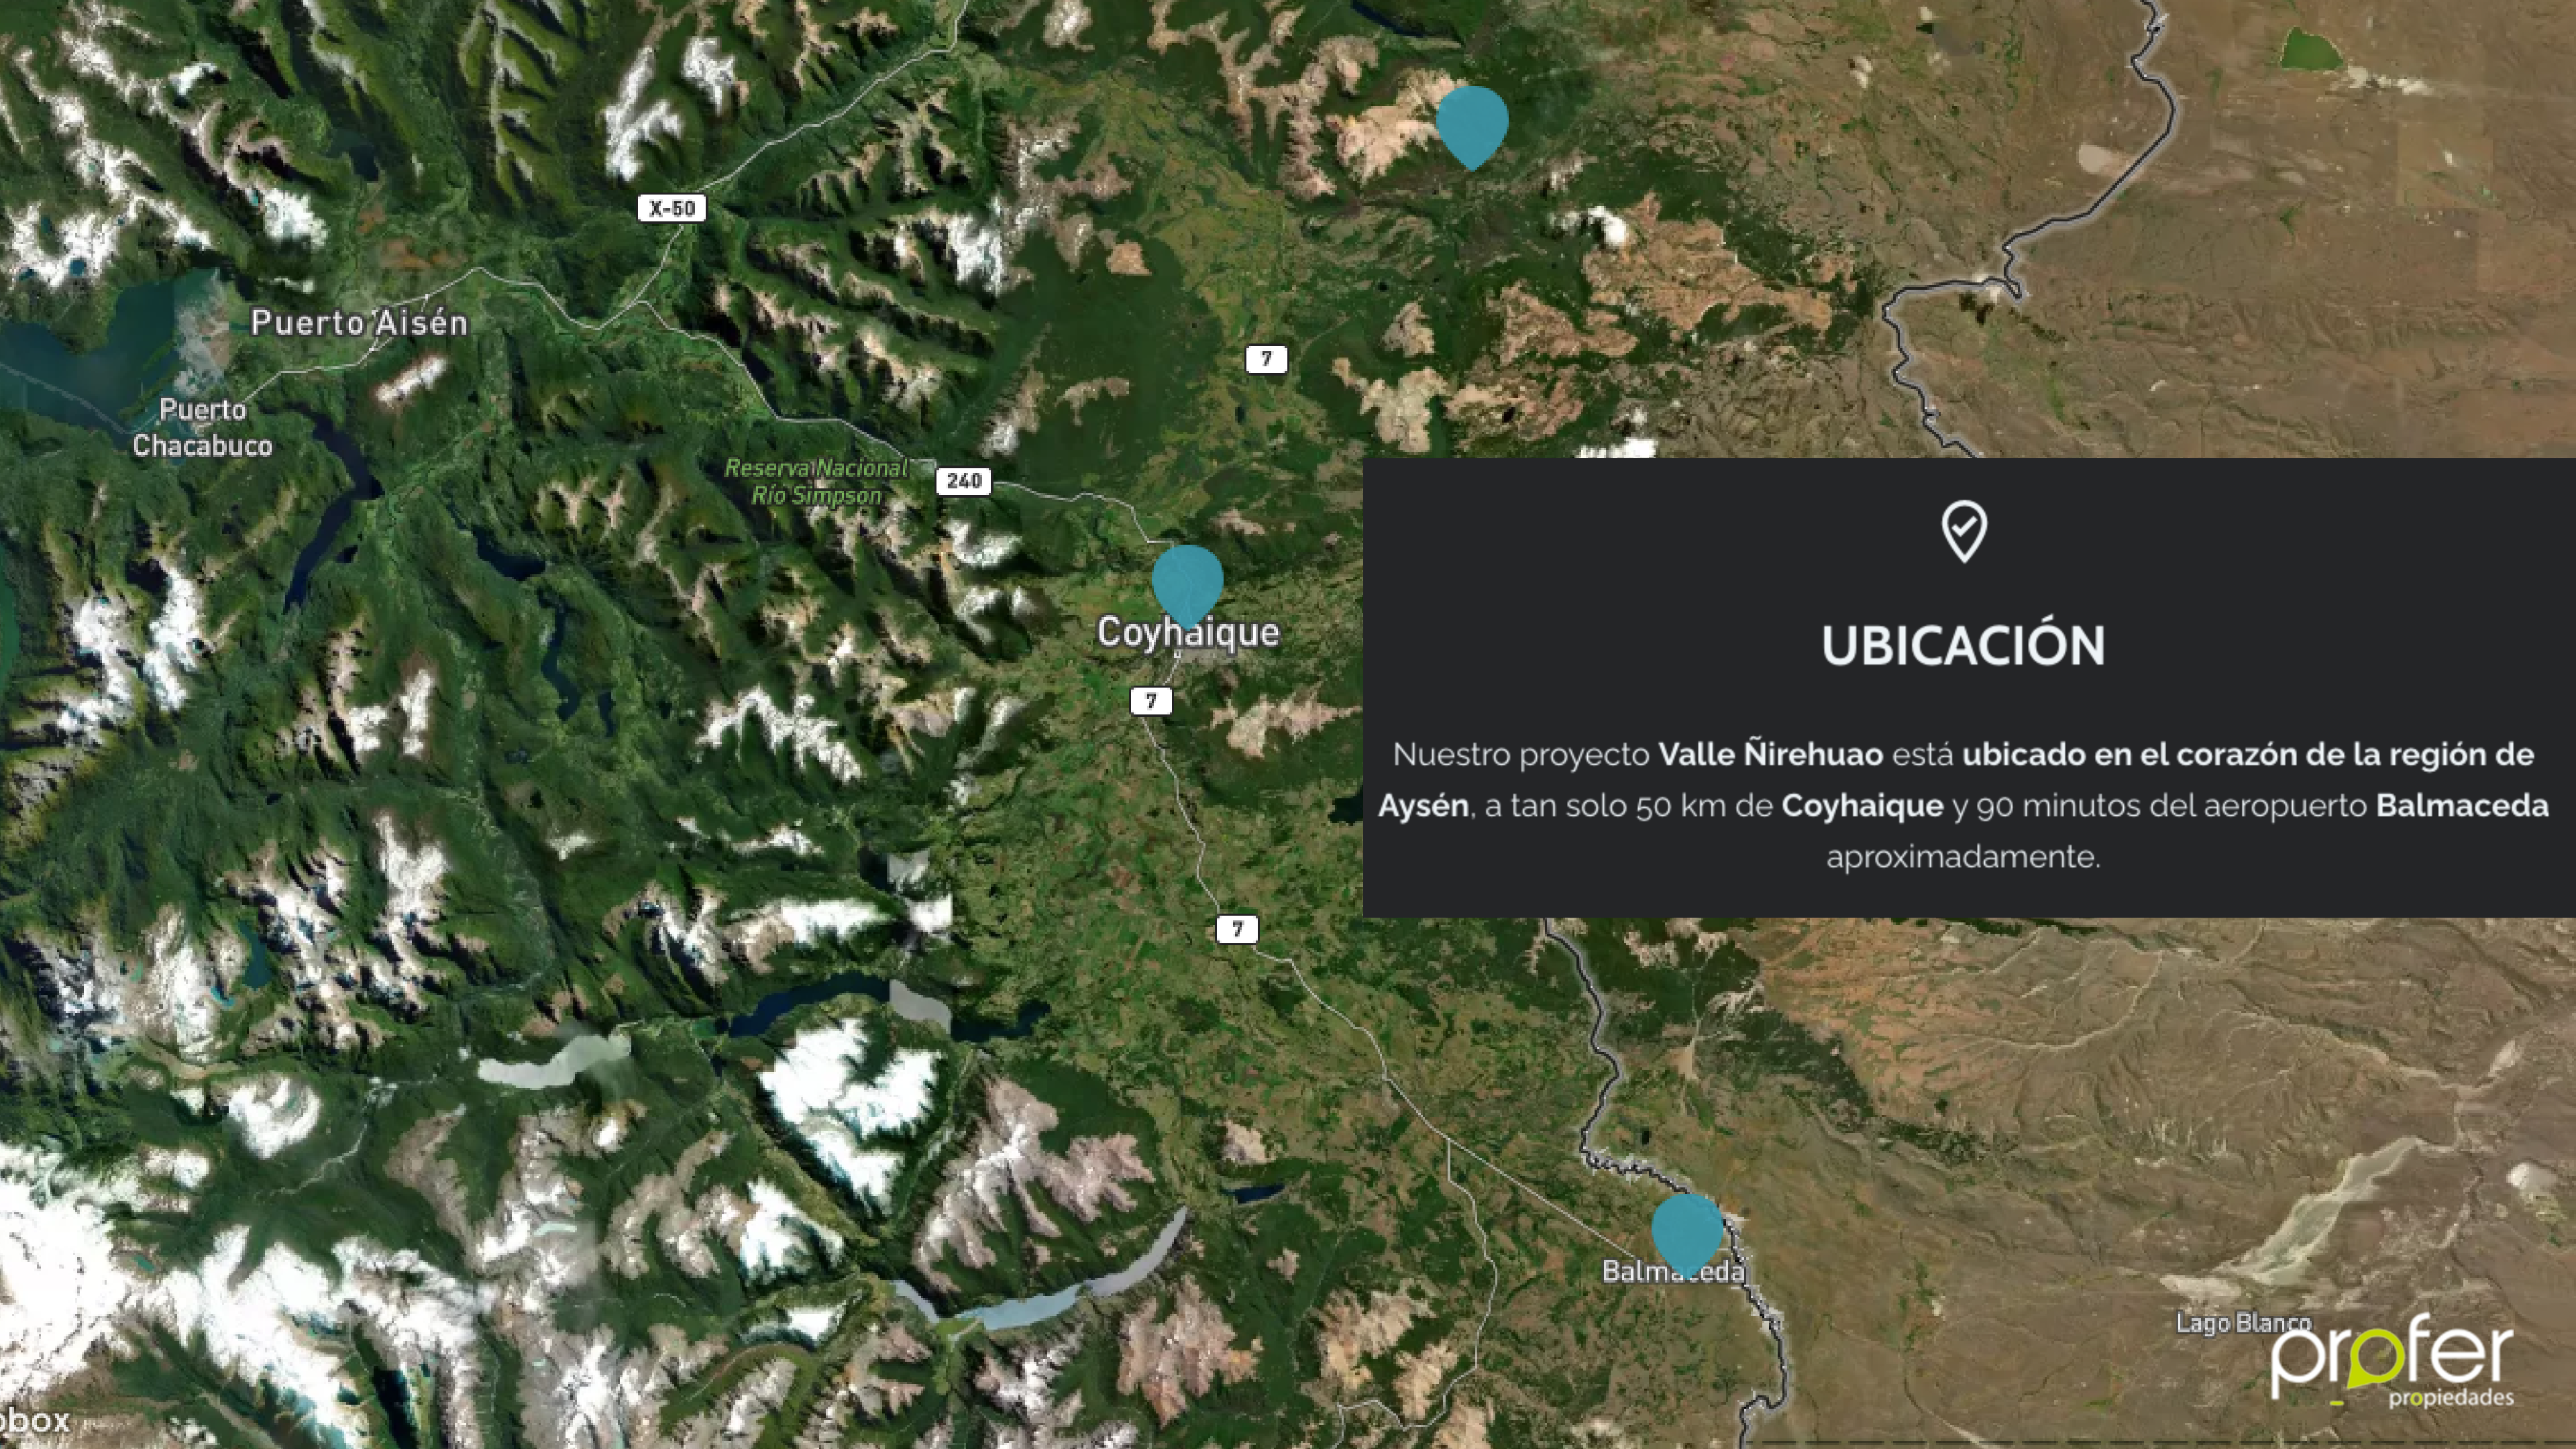 X-50
Puerto Aisén
7
Puerto
Chacabuco
Reserva Nacional
Río Simpson
240
Coyhaique
7
UBICACIÓN
Nuestro proyecto Valle Ñirehuao está ubicado en el corazón de la región de
Aysén, a tan solo 50 km de Coyhaique y 90 minutos del aeropuerto Balmaceda
aproximadamente.
7
Balmaceda
Lago Blanco
profer
propiedades
box